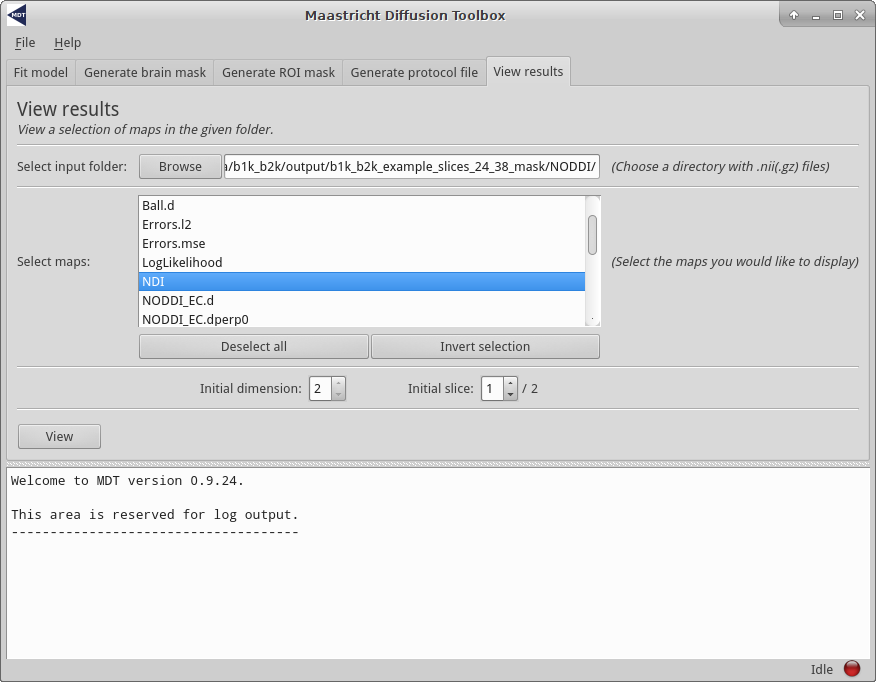 MDT
Maastricht Diffusion Toolbox
File Help
Fit model Generate brain mask Generate ROI mask Generate protocol file View results
View results
View a selection of maps in the given folder.
Select input folder: Browse a/b1k_b2k/output/b1k_b2k_example_slices_24_38_mask/NODDI/ (Choose a directory with .nii(.gz) files)
Ball.d
Errors.l2
Errors.mse
LogLikelihood
Select maps: (Select the maps you would like to display)
NDI
NODDI_EC.d
NODDI_EC.dperp0
Deselect all Invert selection
Initial dimension: 2 Initial slice: 1 / 2
View
Welcome to MDT version 0.9.24.
This area is reserved for log output.
-------------------------------------
Idle